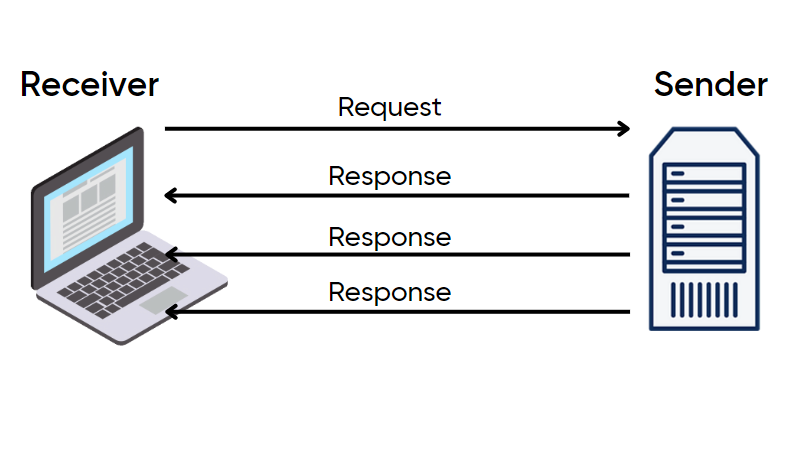 Receiver
Sender
Request
Response
Response
Response